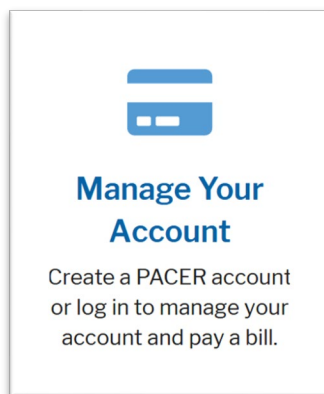 Manage Your
Account
Create a PACER account
or log in to manage your
account and pay a bill.